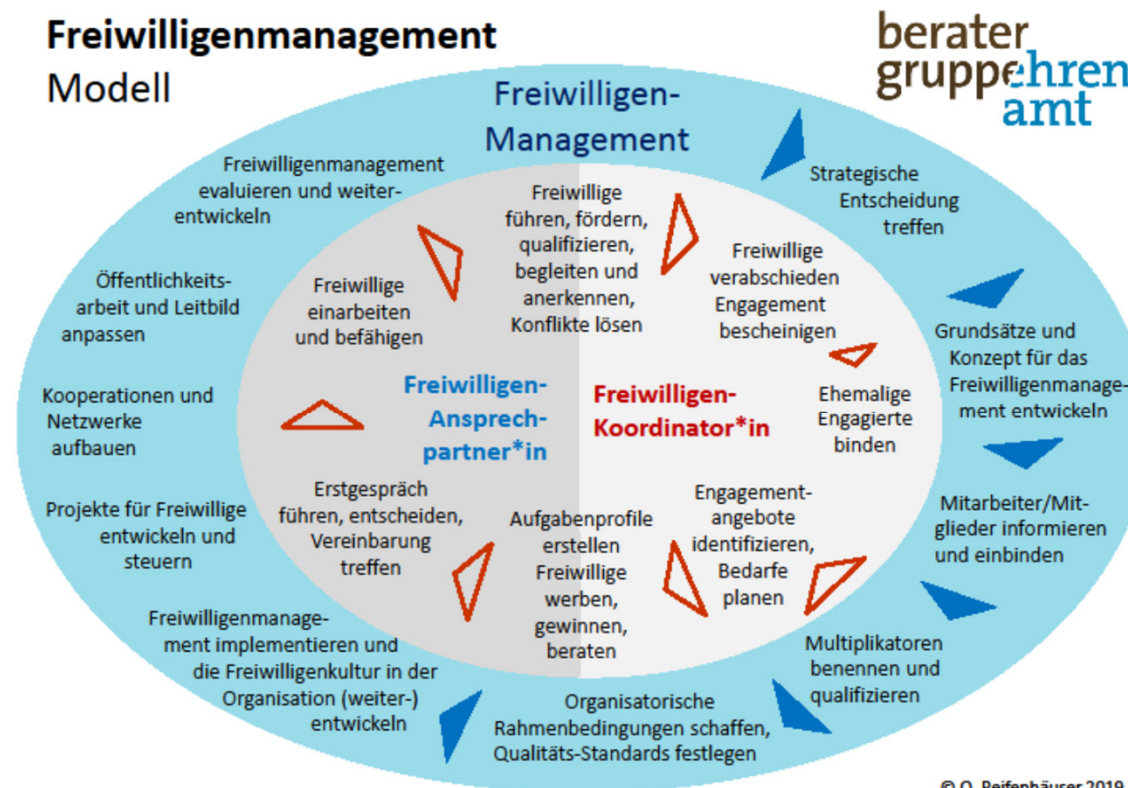 Freiwilligenmanagement
Modell
berater
gruppe ehren
amt
Freiwilligen-
Management
Strategische
Entscheidung
treffen
Grundsätze und
Konzept für das
Freiwilligenmanage-
ment entwickeln
Mitarbeiter/Mit-
glieder informieren
und einbinden
Multiplikatoren
benennen und
qualifizieren
Organisatorische
Rahmenbedingungen schaffen,
Qualitäts-Standards festlegen
Freiwilligenmanage-
ment implementieren und
die Freiwilligenkultur in der
Organisation (weiter-)
entwickeln
Projekte für Freiwillige
entwickeln und
steuern
Kooperationen und
Netzwerke
aufbauen
Öffentlichkeits-
arbeit und Leitbild
anpassen
Freiwilligenmanagement
evaluieren und weiter-
entwickeln
Freiwillige
führen, fördern,
qualifizieren,
begleiten und
anerkennen,
Konflikte lösen
Freiwillige
verabschieden
Engagement
bescheinigen
Ehemalige
Engagierte
binden
Engagement-
angebote
identifizieren,
Bedarfe
planen
Aufgabenprofile
erstellen
Freiwillige
werben,
gewinnen,
beraten
Erstgespräch
führen, entscheiden,
Vereinbarung
treffen
Freiwillige
einarbeiten
und befähigen
Freiwilligen-
Ansprech-
partner*in
Freiwilligen-
Koordinator*in
© O. Reifenhäuser 2019